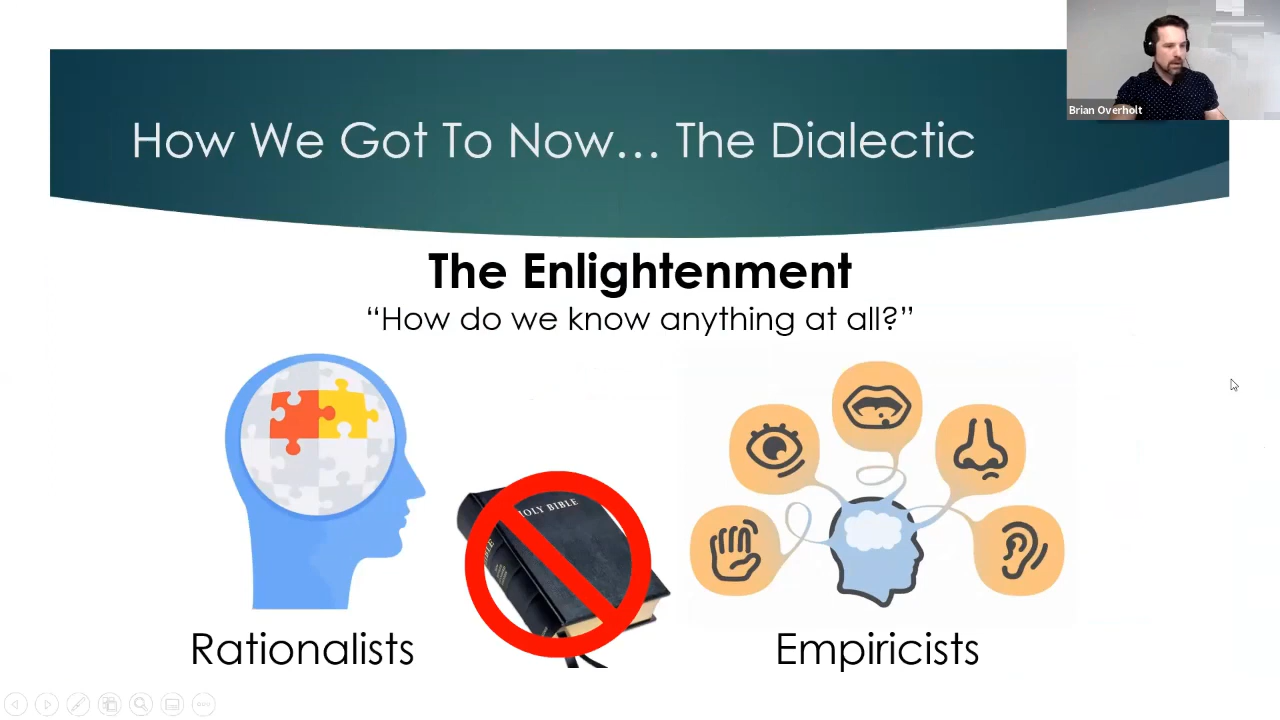 How We Got To Now... The Dialectic
Brian Overholt
The Enlightenment
“How do we know anything at all?”
HOLY BIBLE
Rationalists
Empiricists